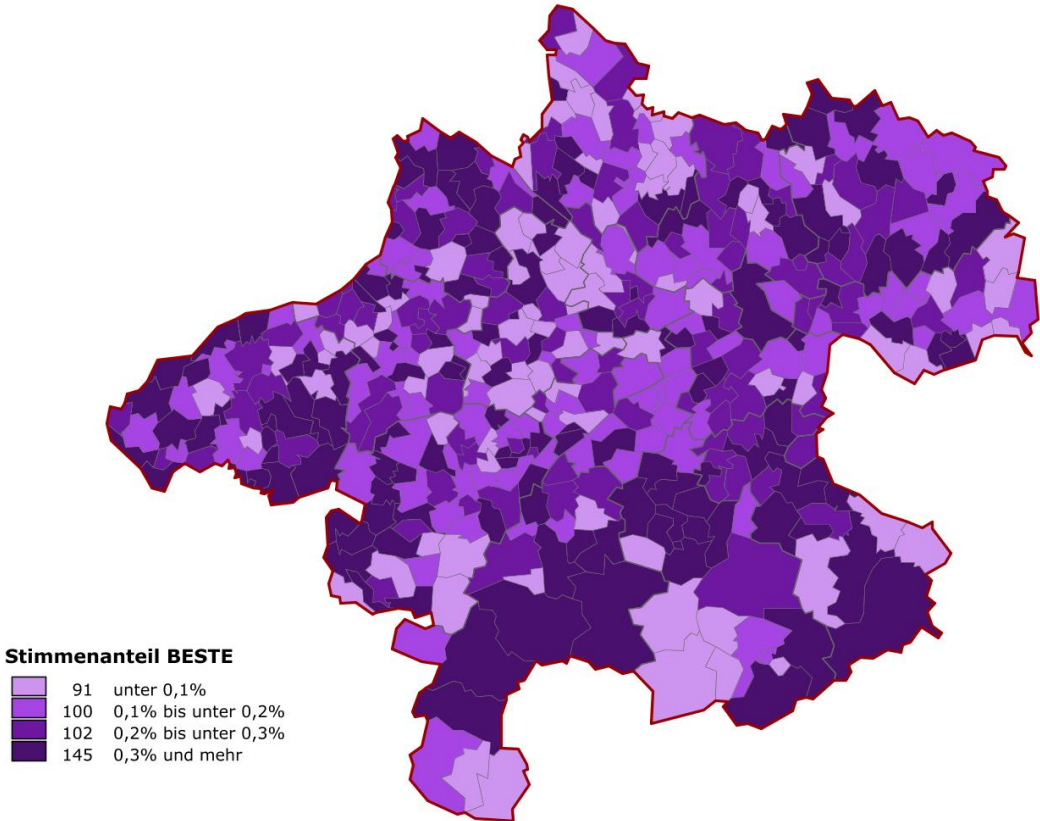 Stimmenanteil BESTE
91 unter 0,1%
100 0,1% bis unter 0,2%
102 0,2% bis unter 0,3%
145 0,3% und mehr